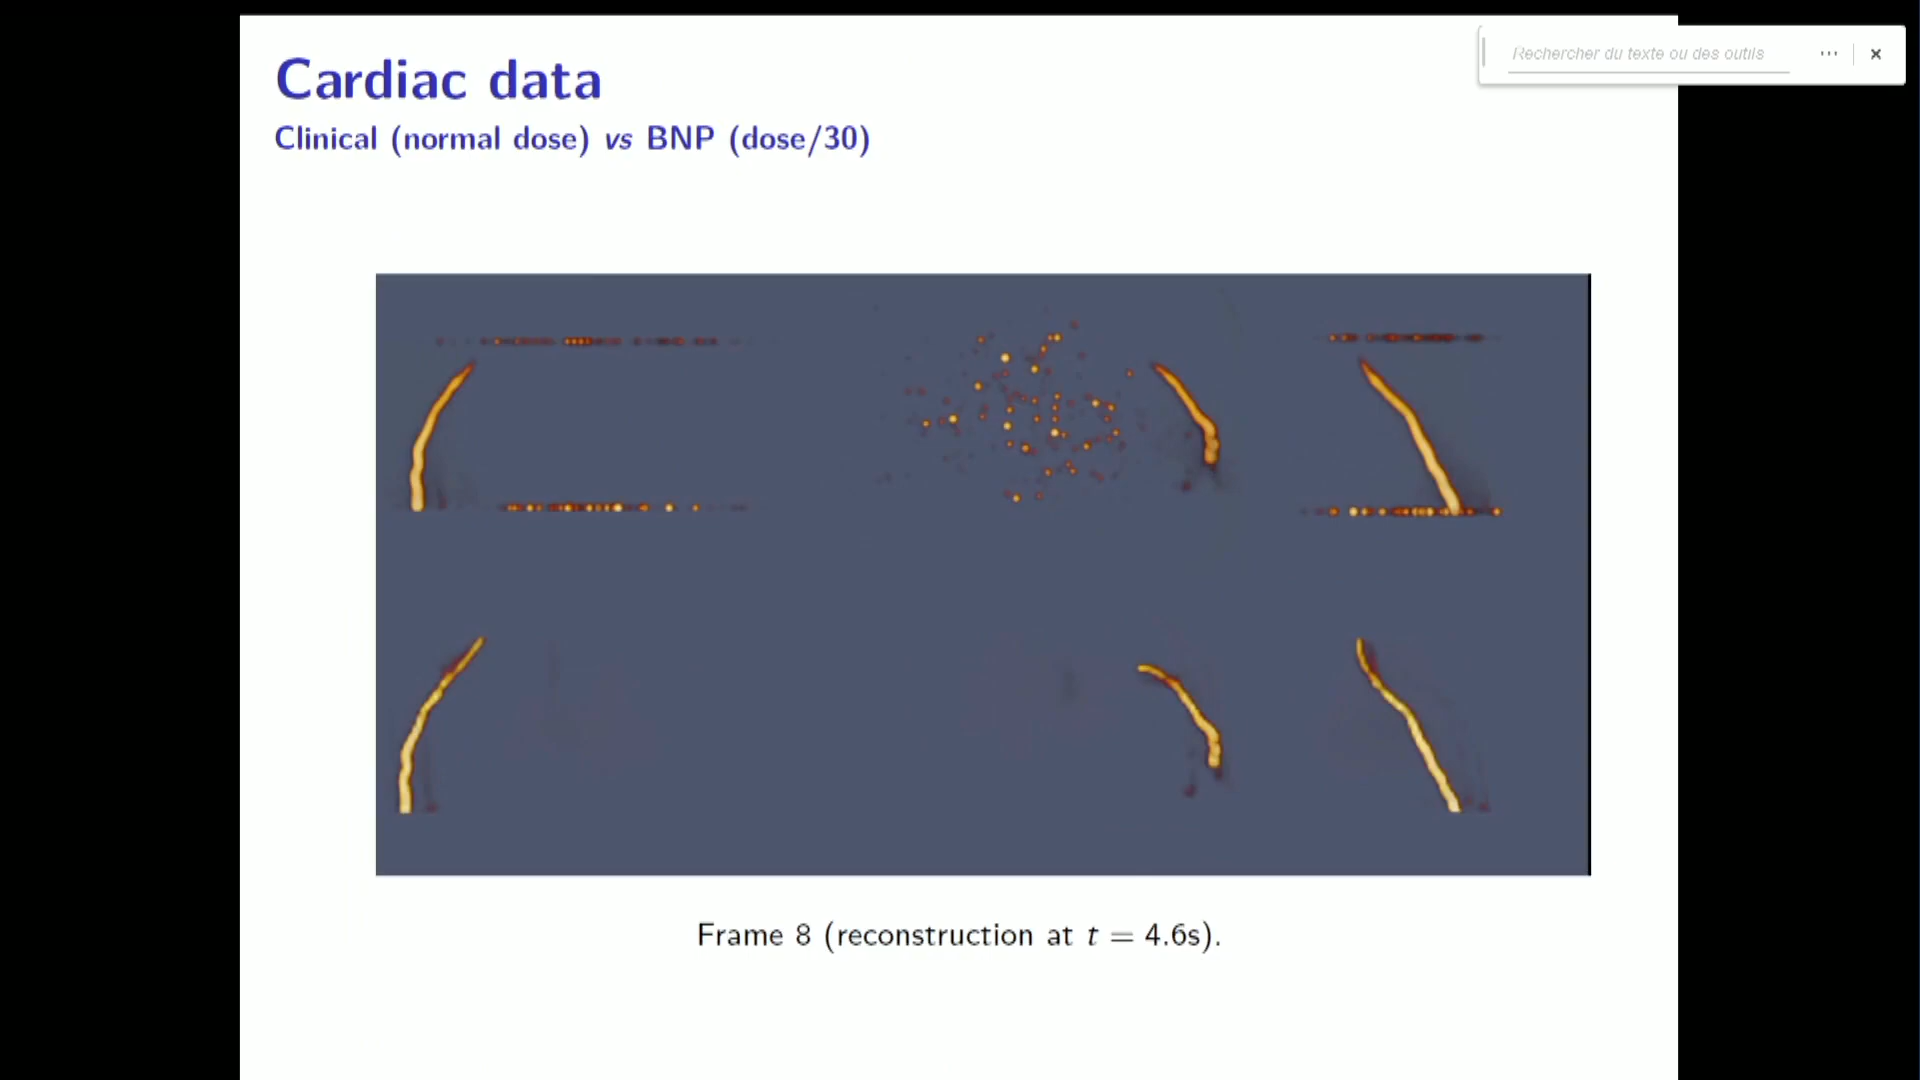 Cardiac data
Clinical (normal dose) vs BNP (dose/30)
Rechercher du texte ou des outils
Frame 8 (reconstruction at t = 4.6s).